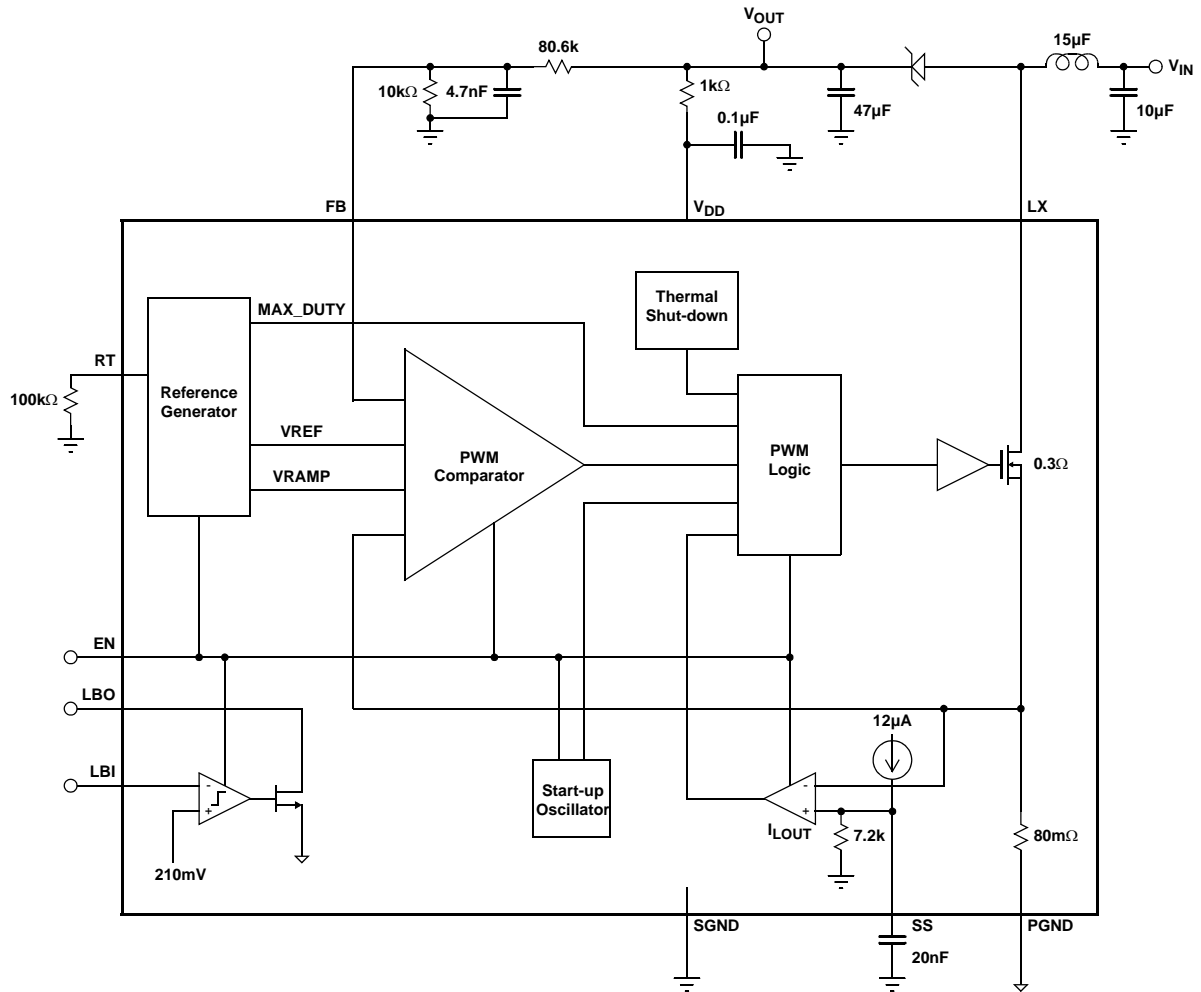 VOUT
80.6k
15µF
VIN
10kΩ
4.7nF
1kΩ
0.1µF
47µF
10µF
FB
VDD
LX
MAX_DUTY
Thermal
Shut-down
RT
100kΩ
Reference
Generator
VREF
VRAMP
PWM
Comparator
PWM
Logic
0.3Ω
EN
LBO
LBI
-
+
210mV
Start-up
Oscillator
12µA
-
+
ILOUT
7.2k
80mΩ
SGND
SS
PGND
20nF